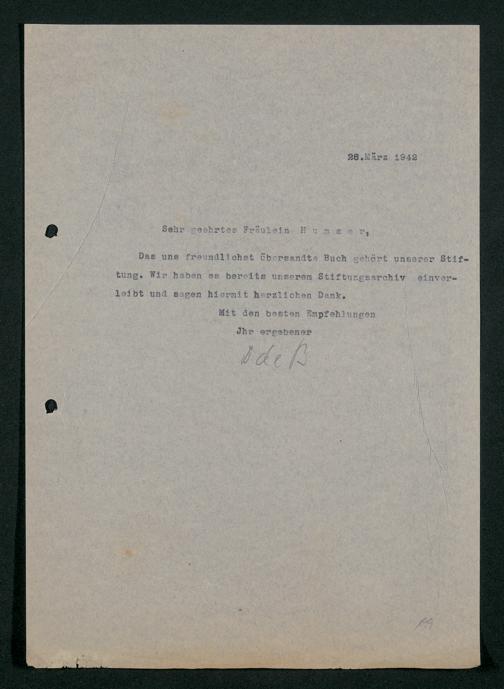 28.März 1942
Sehr geehrtes Fräulein H u m m e r,
Das uns freundlichst übersandte Buch gehört unserer Stif-
tung. Wir haben es bereits unserem Stiftungsarchiv einver-
leibt und sagen hiermit herzlichen Dank.
Mit den besten Empfehlungen
Jhr ergebener